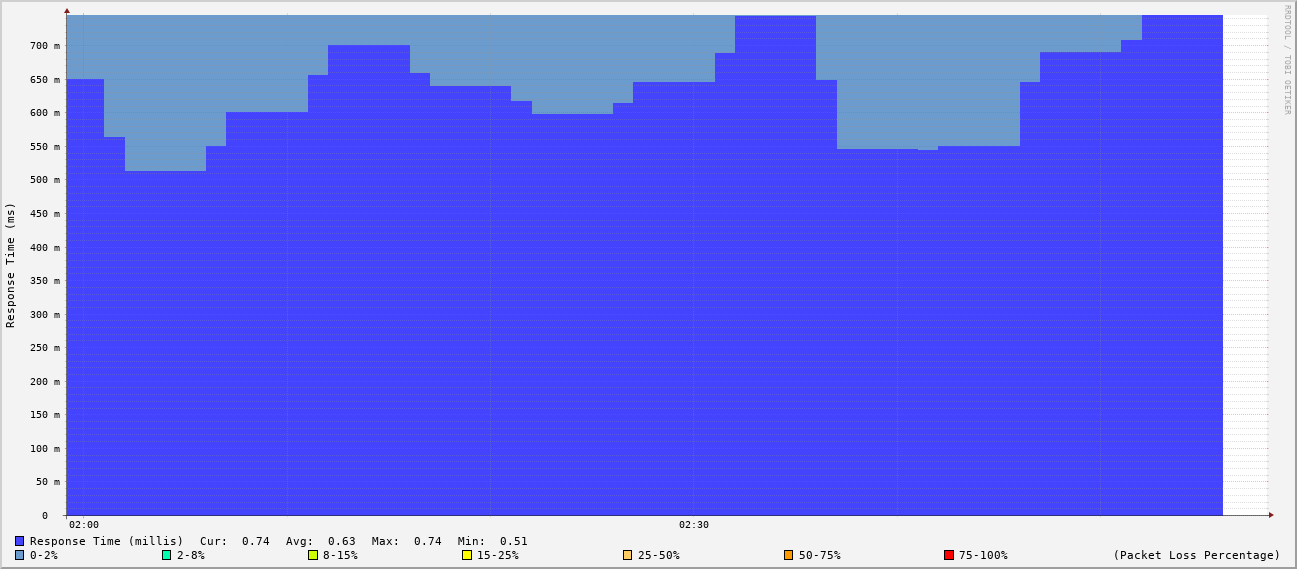 RRDTOOL / TOBI OETIKER
Response Time (ms)
700 m
650 m
600 m
550 m
500 m
450 m
400 m
350 m
300 m
250 m
200 m
150 m
100 m
50 m
0
02:00 02:30
Response Time (millis) Cur: 0.74 Avg: 0.63 Max: 0.74 Min: 0.51
0-2% 2-8% 8-15% 15-25% 25-50% 50-75% 75-100% (Packet Loss Percentage)